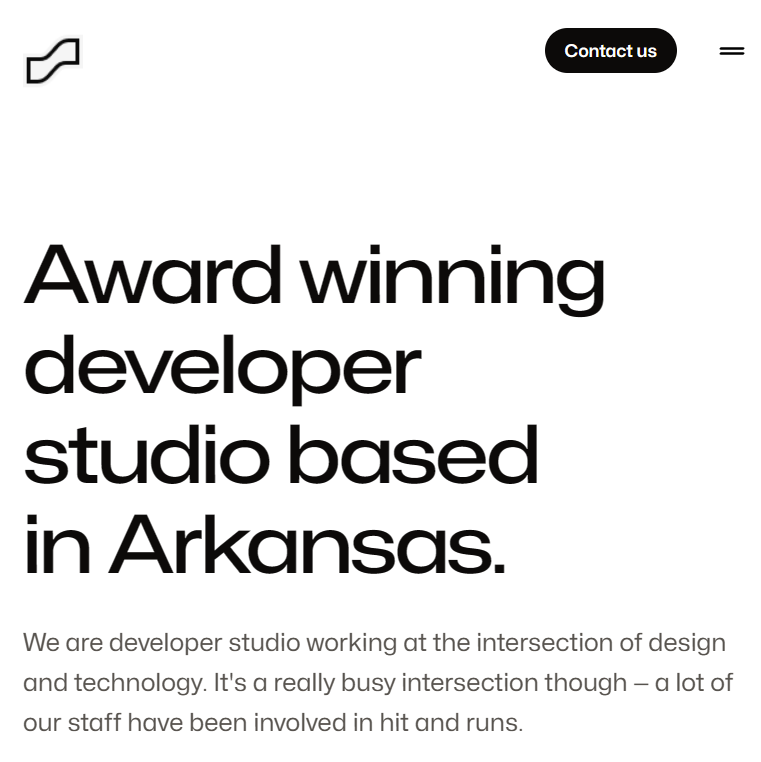 Contact us
Award winning
developer
studio based
in Arkansas.
We are developer studio working at the intersection of design
and technology. It's a really busy intersection though — a lot of
our staff have been involved in hit and runs.